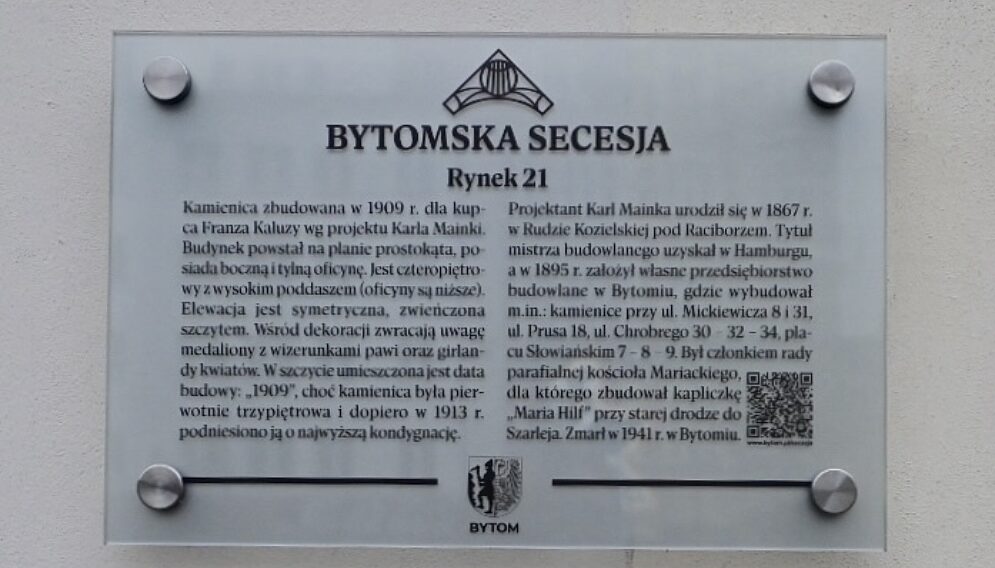 BYTOMSKA SECESJA
Rynek 21
Kamienica zbudowana w 1909 r. dla kup-
ca Franza Kaluzy wg projektu Karla Mainki.
Budynek powstał na planie prostokąta, po-
siada boczną i tylną oficynę. Jest czteropiętro-
wy z wysokim poddaszem (oficyny są niższe).
Elewacja jest symetryczna, zwieńczona
szczytem. Wśród dekoracji zwracają uwagę
medaliony z wizerunkami pawi oraz girlan-
dy kwiatów. W szczycie umieszczona jest data
budowy: „1909”, choć kamienica była pier-
wotnie trzypiętrowa i dopiero w 1913 r.
podniesiono ją o najwyższą kondygnację.
Projektant Karl Mainka urodził się w 1867 r.
w Rudzie Kozielskiej pod Raciborzem. Tytuł
mistrza budowlanego uzyskał w Hamburgu,
a w 1895 r. założył własne przedsiębiorstwo
budowlane w Bytomiu, gdzie wybudował
m.in.: kamienice przy ul. Mickiewicza 8 i 31,
ul. Prusa 18, ul. Chrobrego 30 – 32 – 34, pla-
cu Słowiańskim 7 – 8 – 9. Był członkiem rady
parafialnej kościoła Mariackiego,
dla którego zbudował kapliczkę
„Maria Hilf” przy starej drodze do
Szarleja. Zmarł w 1941 r. w Bytomiu.
www.bytom.pl/secesja
BYTOM